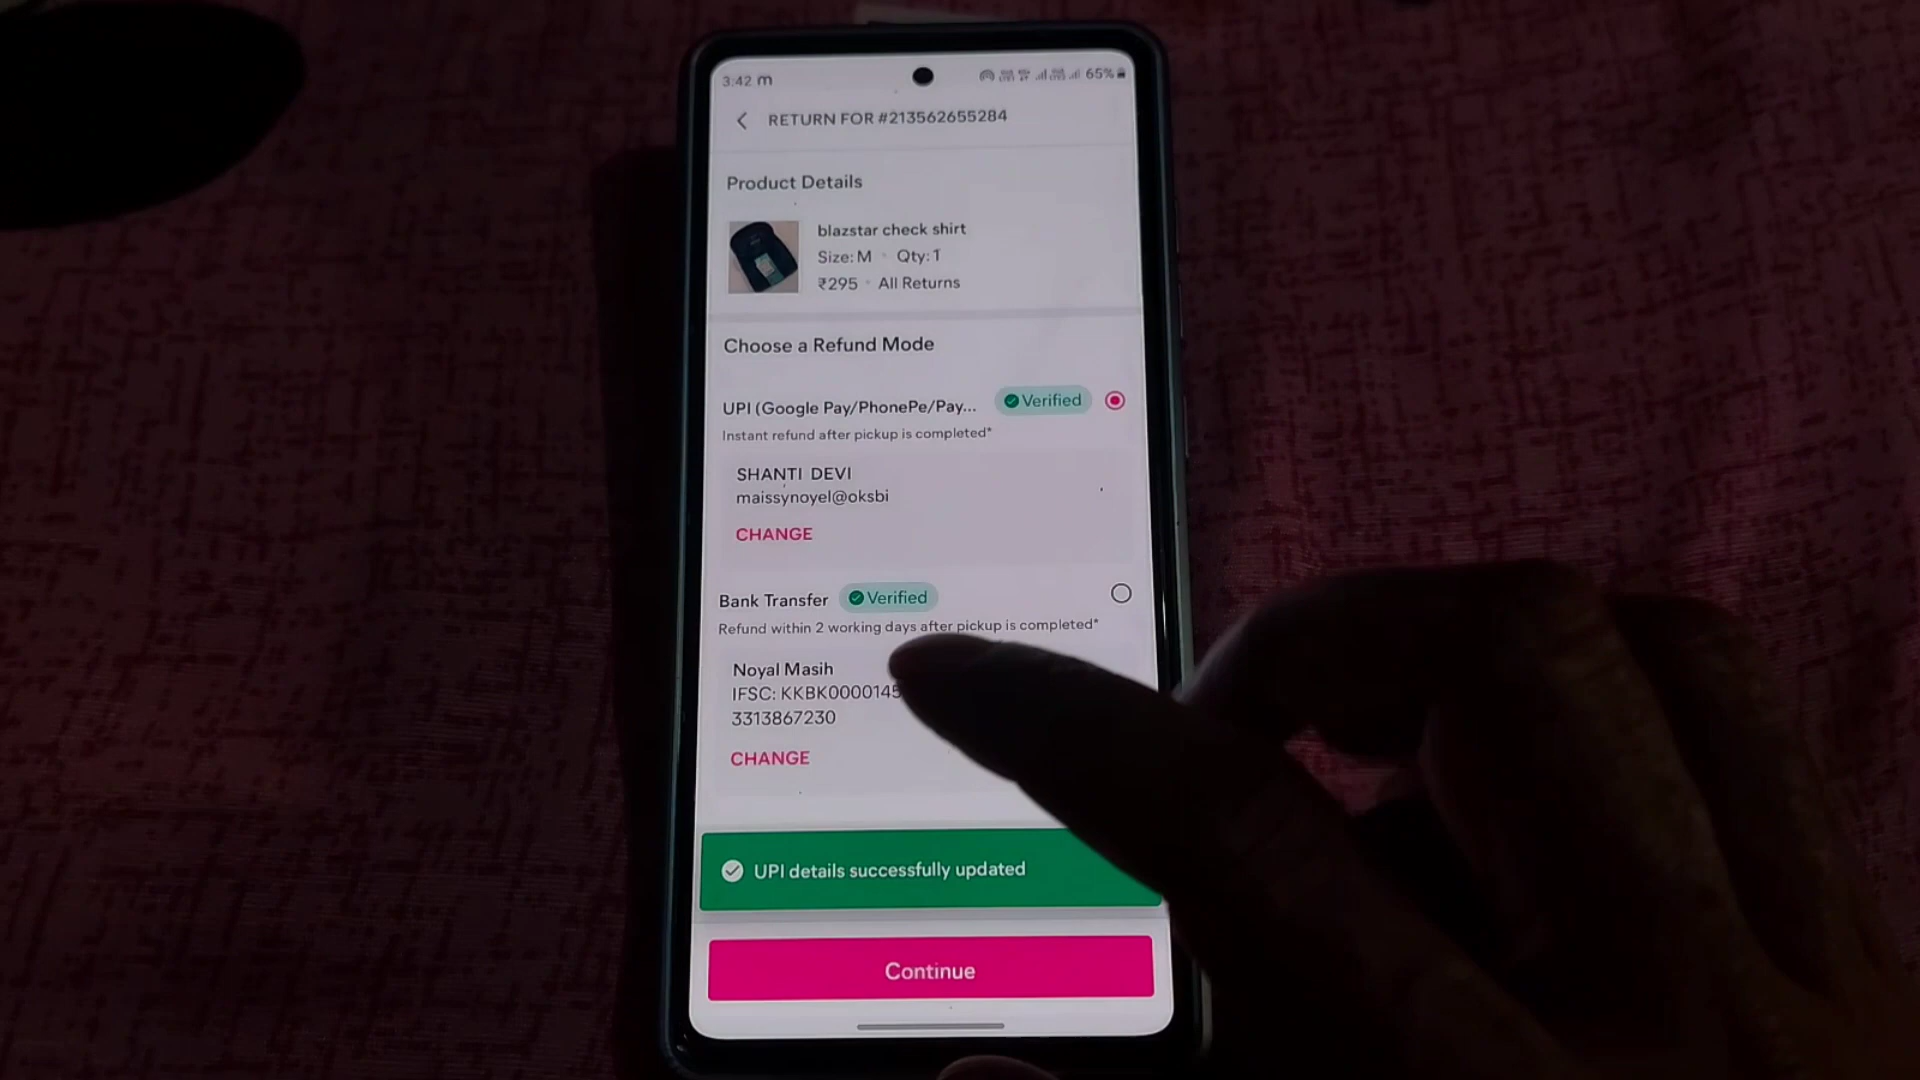 3:42 m
65%
RETURN FOR #213562655284
Product Details
blazstar check shirt
Size: M • Qty: 1
₹295 • All Returns
Choose a Refund Mode
UPI (Google Pay/PhonePe/Pay... Verified
Instant refund after pickup is completed*
SHANTI DEVI
maissynoyel@oksbi
CHANGE
Bank Transfer Verified
Refund within 2 working days after pickup is completed*
Noyal Masih
IFSC: KKBK0000145
3313867230
CHANGE
UPI details successfully updated
Continue